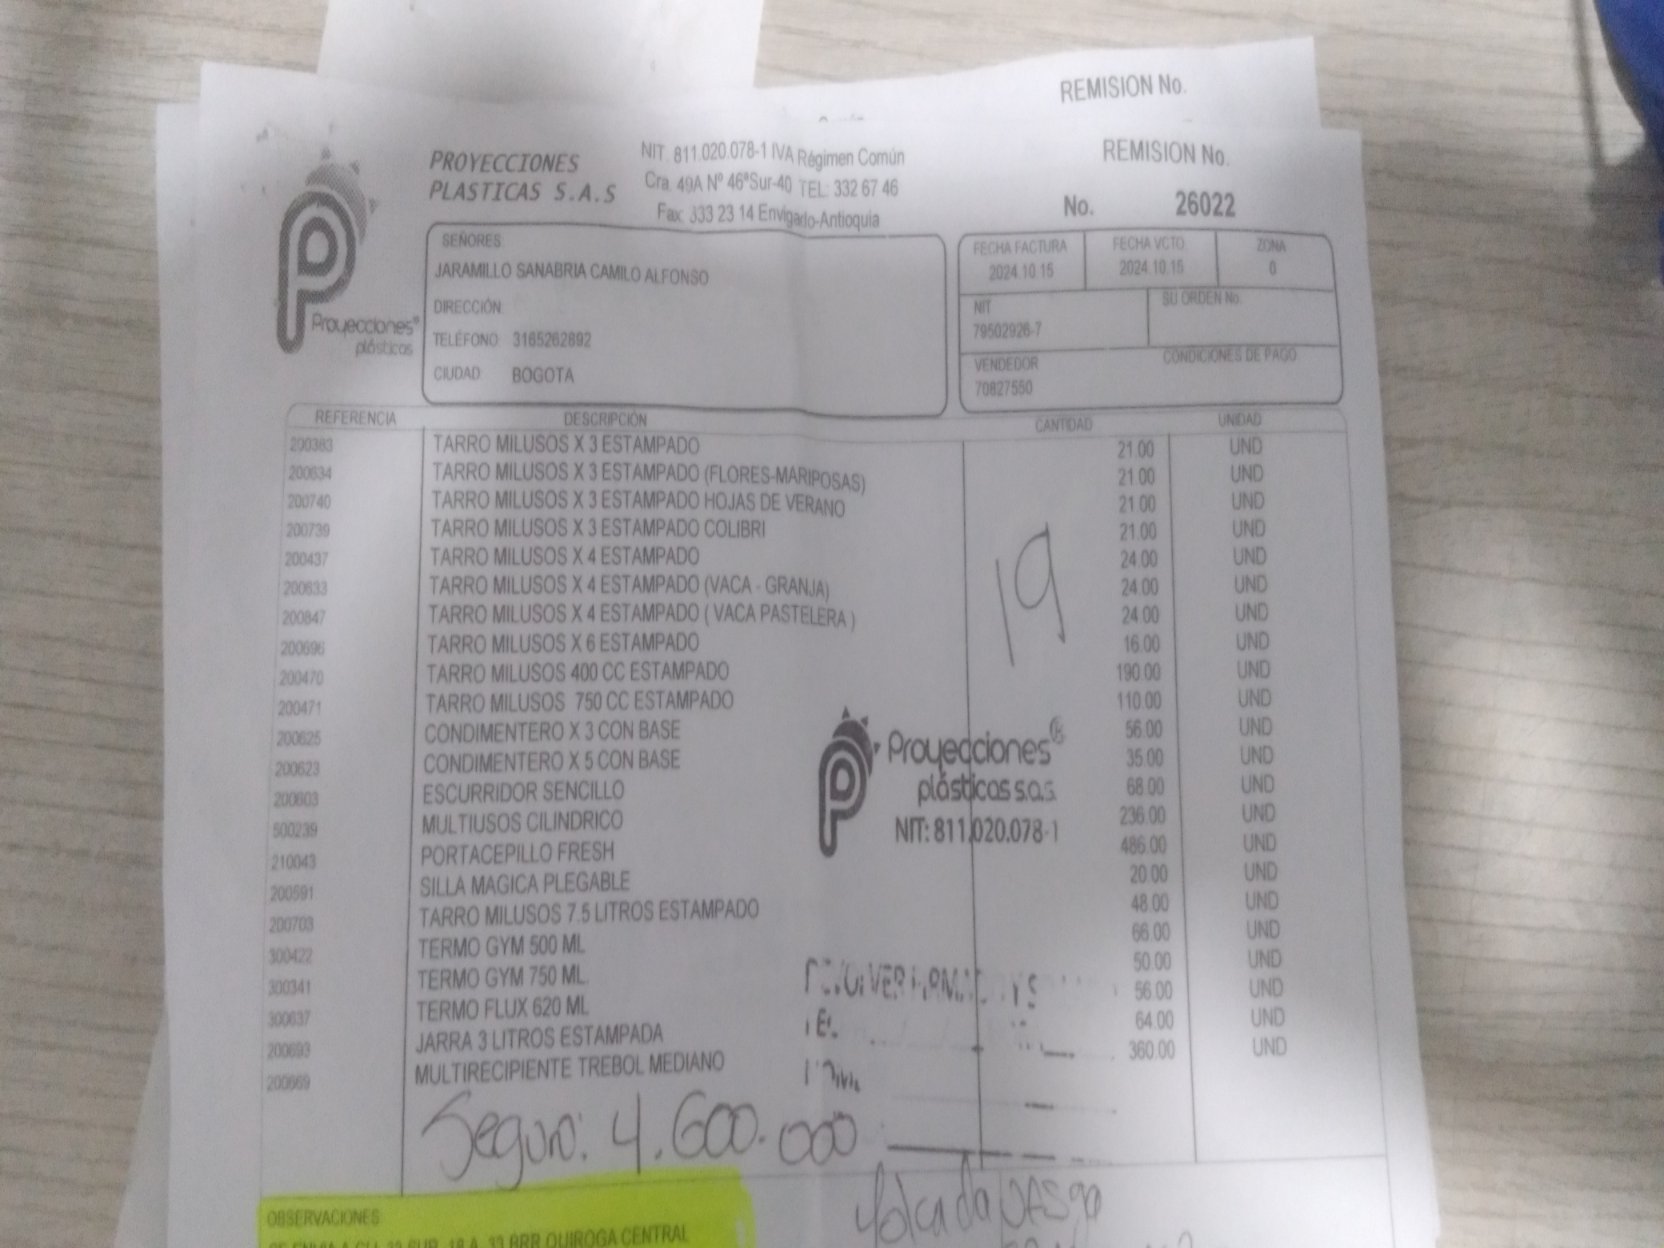 REMISION No.
PROYECCIONES
PLASTICAS S.A.S
NIT. 811.020.078-1 IVA Régimen Común
Cra. 49A Nº 46ªSur-40 TEL: 332 67 46
Fax: 333 23 14 Envigado-Antioquia
REMISION No.
No. 26022
Proyecciones®
plásticas
SEÑORES
JARAMILLO SANABRIA CAMILO ALFONSO
DIRECCIÓN
TELÉFONO 3165262892
CIUDAD BOGOTA
FECHA FACTURA FECHA VCTO. ZONA
2024.10.15 2024.10.15 0
NIT SU ORDEN No.
79502926-7
VENDEDOR CONDICIONES DE PAGO
70827550
REFERENCIA DESCRIPCIÓN CANTIDAD UNIDAD
200383 TARRO MILUSOS X 3 ESTAMPADO 21.00 UND
200634 TARRO MILUSOS X 3 ESTAMPADO (FLORES-MARIPOSAS) 21.00 UND
200740 TARRO MILUSOS X 3 ESTAMPADO HOJAS DE VERANO 21.00 UND
200739 TARRO MILUSOS X 3 ESTAMPADO COLIBRI 21.00 UND
200437 TARRO MILUSOS X 4 ESTAMPADO 24.00 UND
200633 TARRO MILUSOS X 4 ESTAMPADO (VACA - GRANJA) 24.00 UND
200847 TARRO MILUSOS X 4 ESTAMPADO ( VACA PASTELERA ) 24.00 UND
200696 TARRO MILUSOS X 6 ESTAMPADO 16.00 UND
200470 TARRO MILUSOS 400 CC ESTAMPADO 190.00 UND
200471 TARRO MILUSOS 750 CC ESTAMPADO 110.00 UND
200625 CONDIMENTERO X 3 CON BASE 56.00 UND
200623 CONDIMENTERO X 5 CON BASE 35.00 UND
200603 ESCURRIDOR SENCILLO 68.00 UND
500239 MULTIUSOS CILINDRICO 236.00 UND
210043 PORTACEPILLO FRESH 486.00 UND
200591 SILLA MAGICA PLEGABLE 20.00 UND
200703 TARRO MILUSOS 7.5 LITROS ESTAMPADO 48.00 UND
300422 TERMO GYM 500 ML 66.00 UND
300341 TERMO GYM 750 ML 50.00 UND
300637 TERMO FLUX 620 ML 56.00 UND
200693 JARRA 3 LITROS ESTAMPADA 64.00 UND
200669 MULTIRECIPIENTE TREBOL MEDIANO 360.00 UND
19
Proyecciones®
plásticas s.a.s.
NIT: 811.020.078-1
Seguro: 4.600.000
OBSERVACIONES
QUIROGA CENTRAL